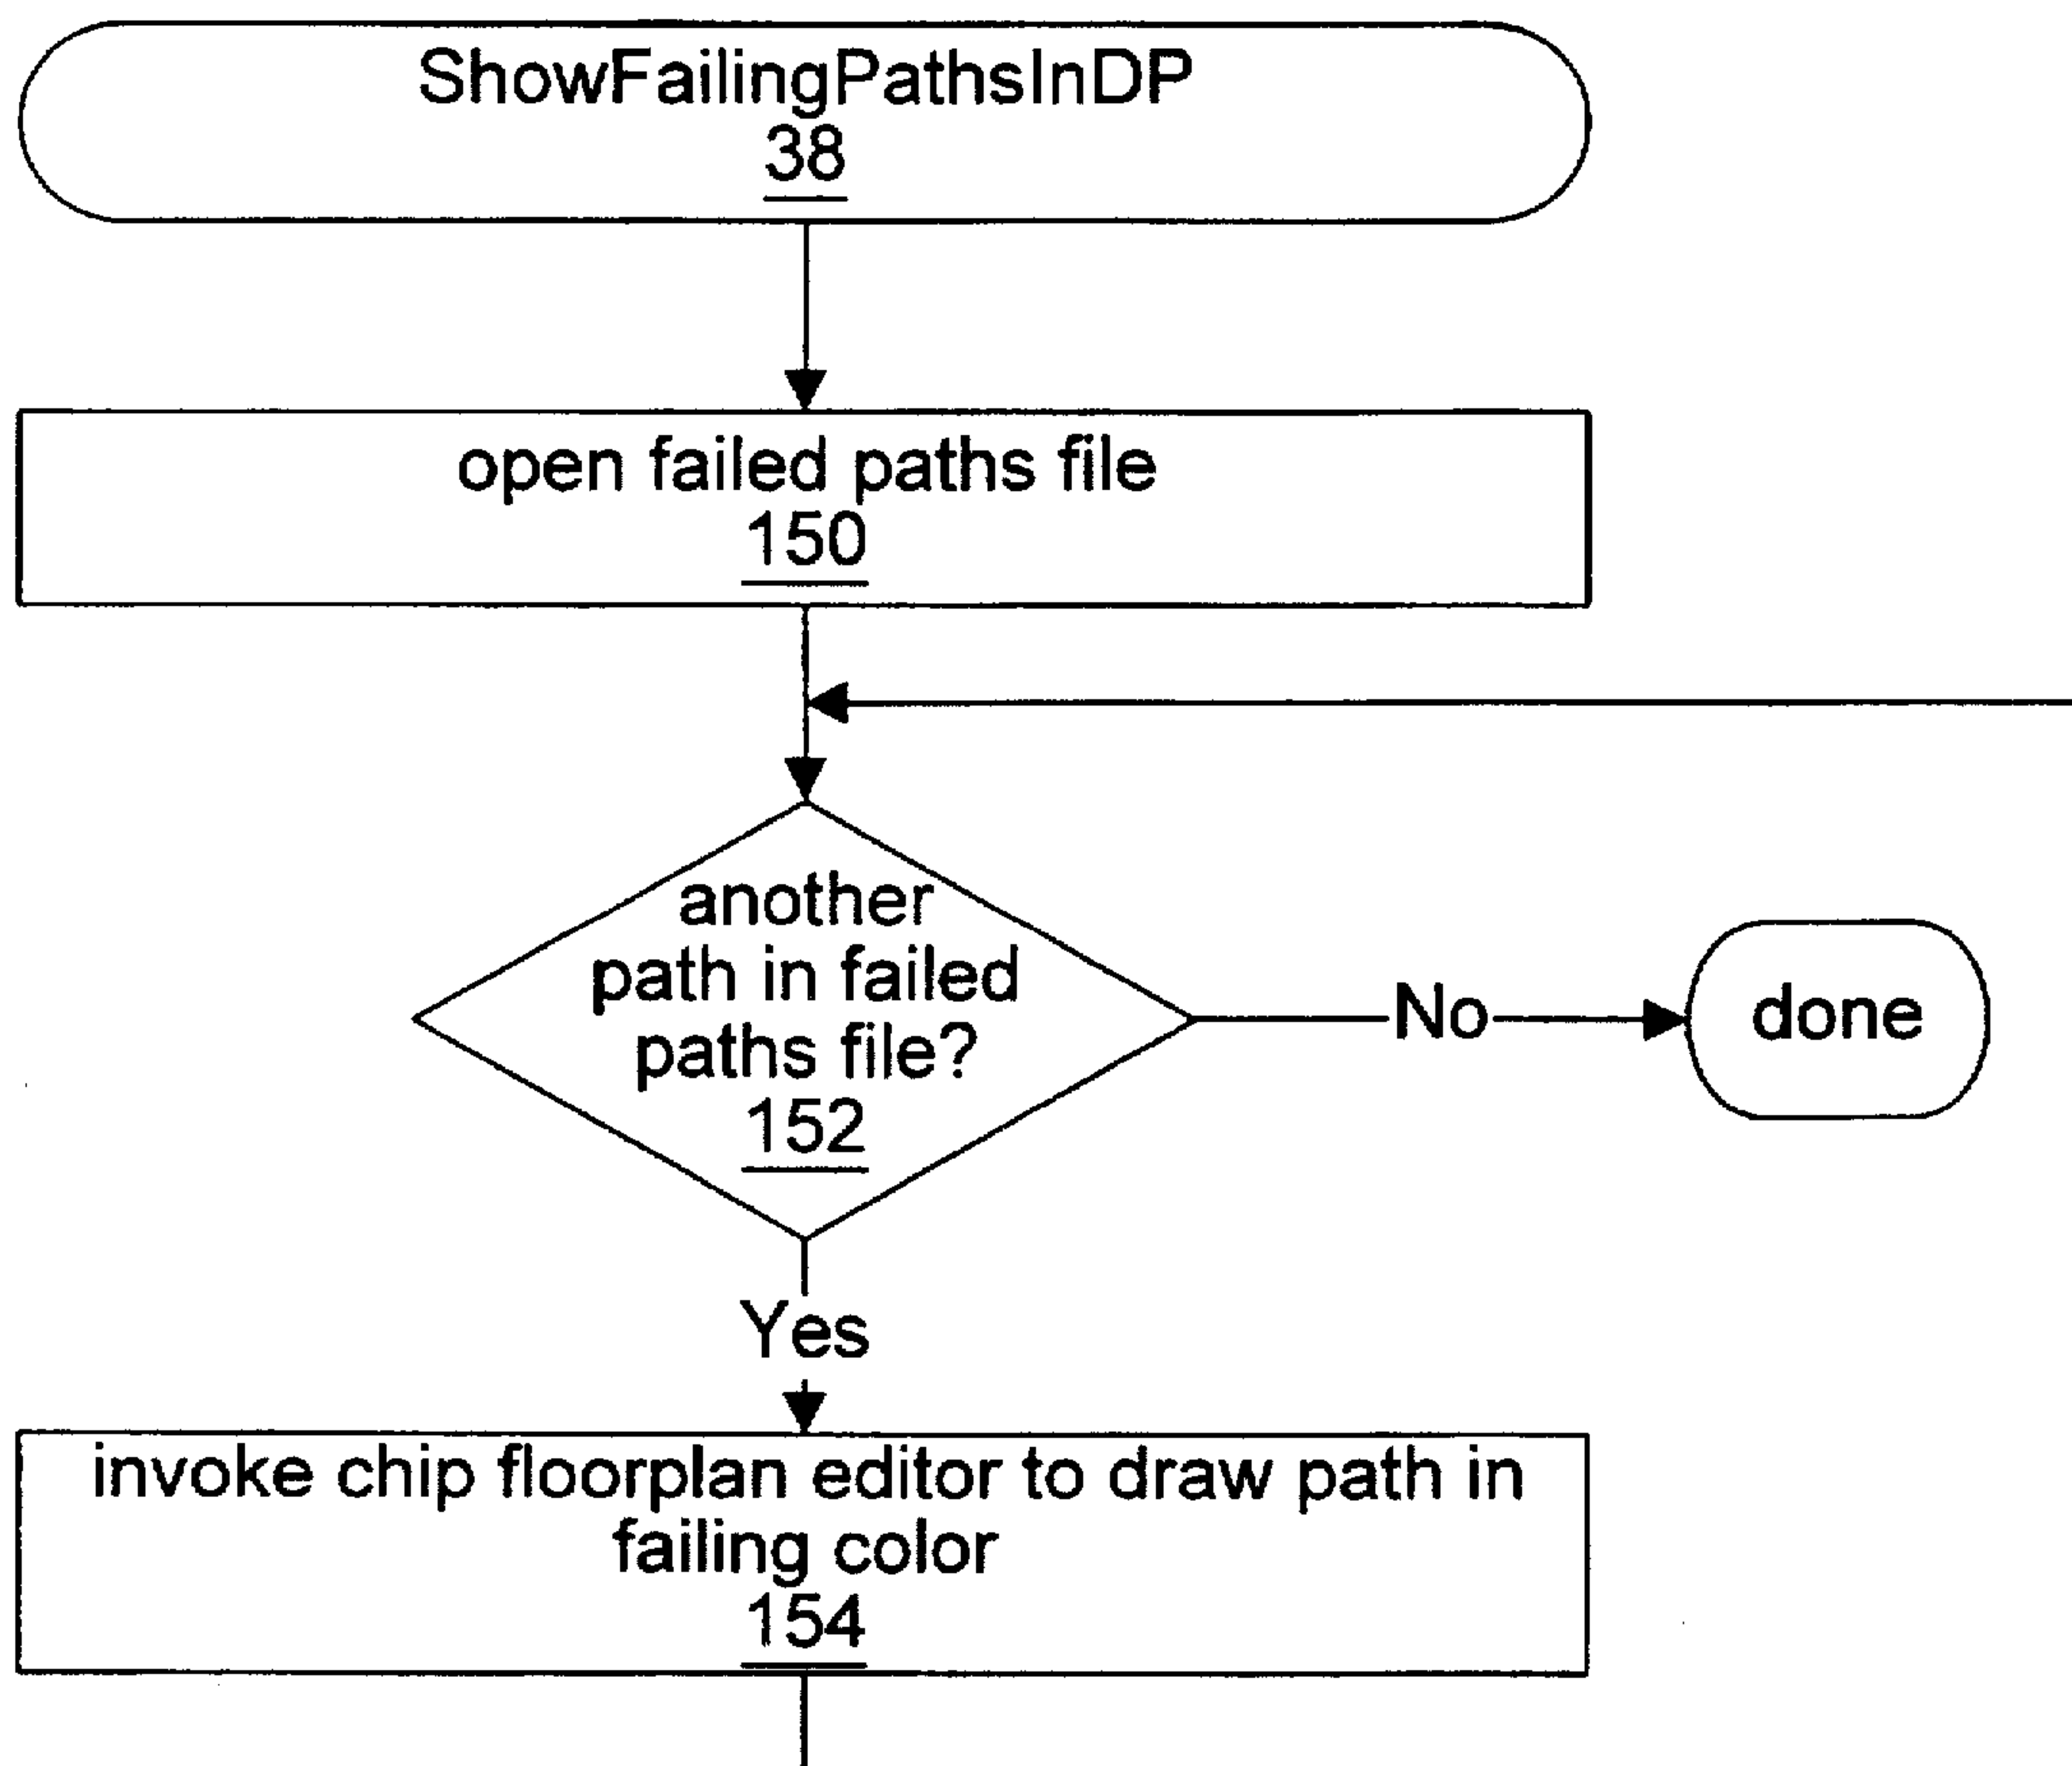 ShowFailingPathsInDP
38
open failed paths file
150
another
path in failed
paths file?
152
No
done
Yes
invoke chip floorplan editor to draw path in
failing color
154